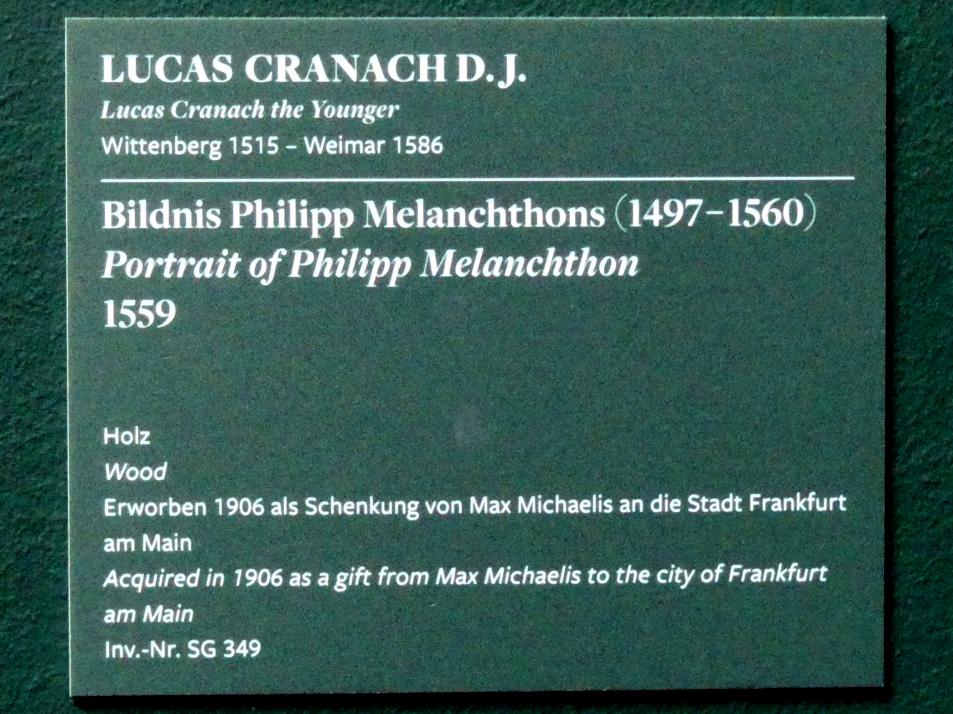 LUCAS CRANACH D. J.
Lucas Cranach the Younger
Wittenberg 1515 – Weimar 1586
Bildnis Philipp Melanchthons (1497–1560)
Portrait of Philipp Melanchthon
1559
Holz
Wood
Erworben 1906 als Schenkung von Max Michaelis an die Stadt Frankfurt
am Main
Acquired in 1906 as a gift from Max Michaelis to the city of Frankfurt
am Main
Inv.-Nr. SG 349